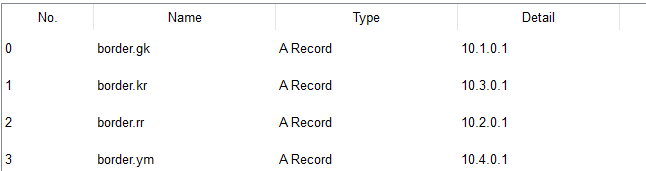 No. Name Type Detail
0 border.gk A Record 10.1.0.1
1 border.kr A Record 10.3.0.1
2 border.rr A Record 10.2.0.1
3 border.ym A Record 10.4.0.1